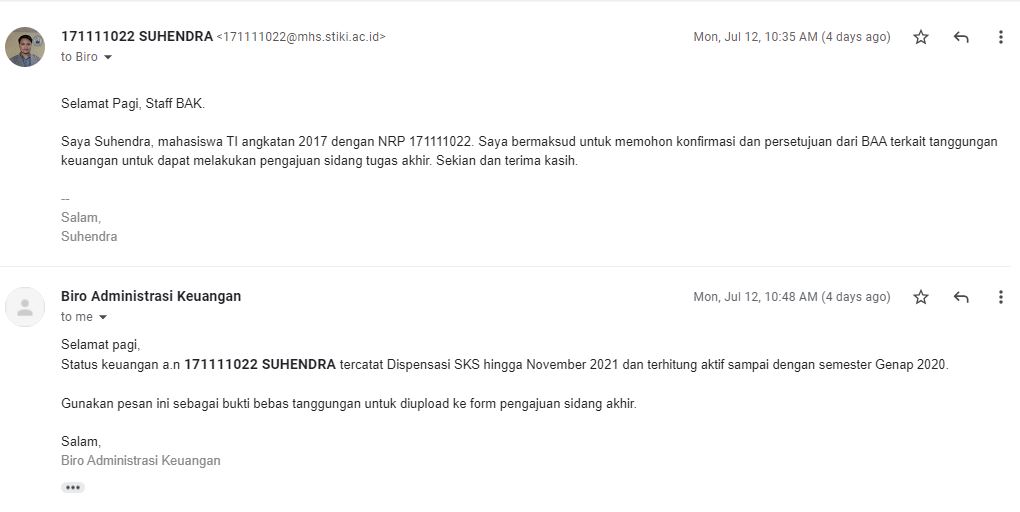 171111022 SUHENDRA <171111022@mhs.stiki.ac.id>
Mon, Jul 12, 10:35 AM (4 days ago)
to Biro
Selamat Pagi, Staff BAK.
Saya Suhendra, mahasiswa TI angkatan 2017 dengan NRP 171111022. Saya bermaksud untuk memohon konfirmasi dan persetujuan dari BAA terkait tanggungan
keuangan untuk dapat melakukan pengajuan sidang tugas akhir. Sekian dan terima kasih.
--
Salam,
Suhendra
Biro Administrasi Keuangan
Mon, Jul 12, 10:48 AM (4 days ago)
to me
Selamat pagi,
Status keuangan a.n 171111022 SUHENDRA tercatat Dispensasi SKS hingga November 2021 dan terhitung aktif sampai dengan semester Genap 2020.
Gunakan pesan ini sebagai bukti bebas tanggungan untuk diupload ke form pengajuan sidang akhir.
Salam,
Biro Administrasi Keuangan